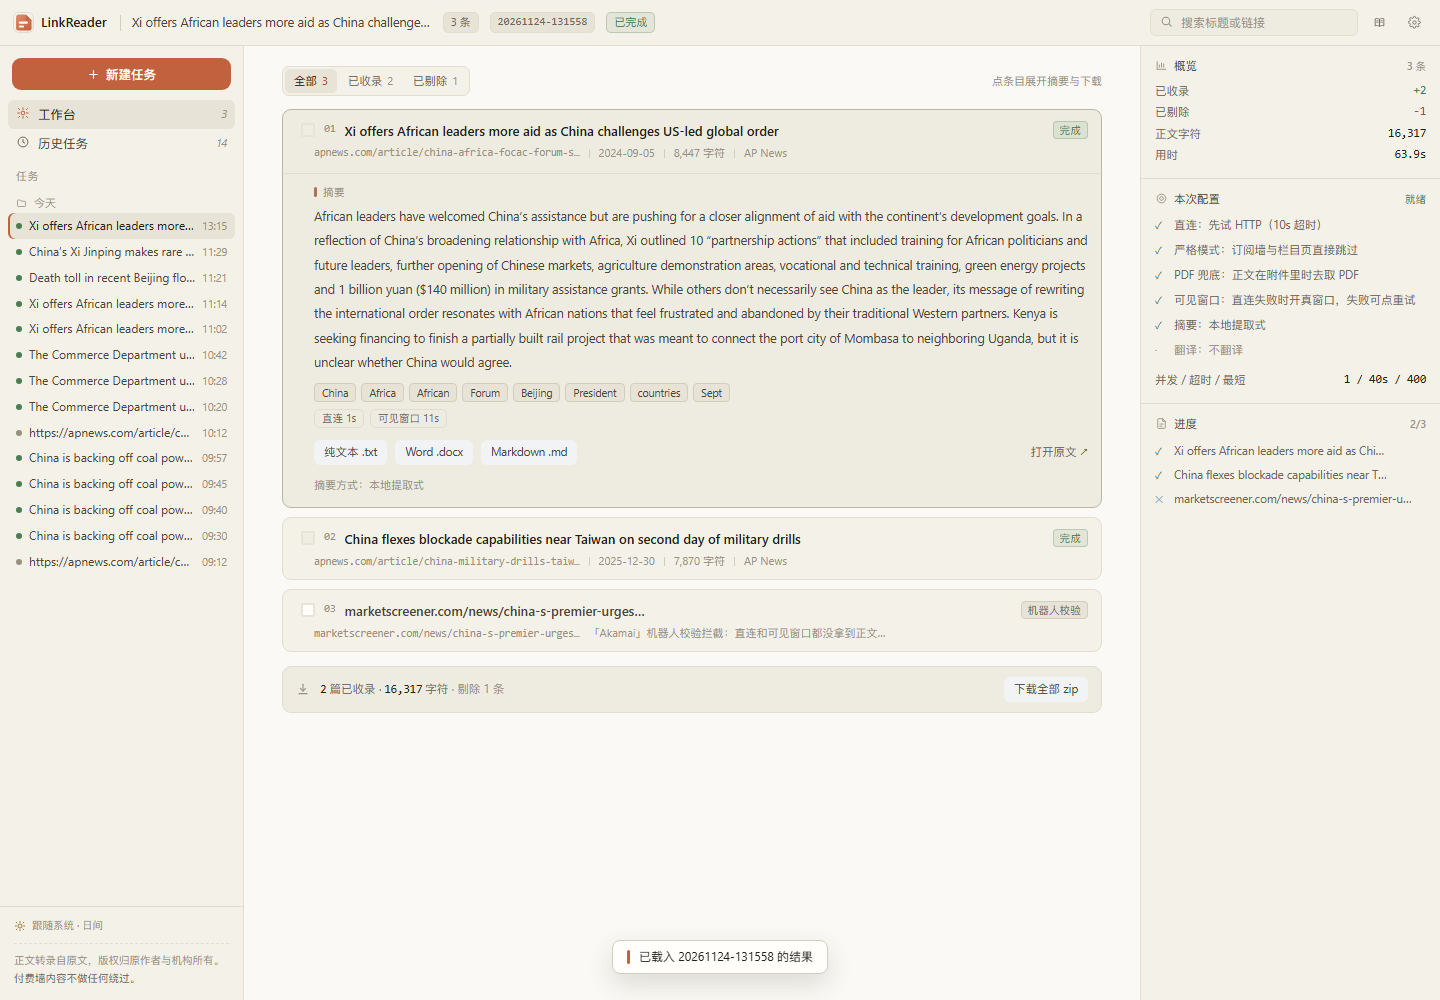 LinkReader
Xi offers African leaders more aid as China challenge...
3 条
20261124-131558
已完成
搜索标题或链接
+ 新建任务
工作台 3
历史任务 14
任务
今天
Xi offers African leaders more... 13:15
China's Xi Jinping makes rare ... 11:29
Death toll in recent Beijing flo... 11:21
Xi offers African leaders more... 11:14
Xi offers African leaders more... 11:02
The Commerce Department u... 10:42
The Commerce Department u... 10:28
The Commerce Department u... 10:20
https://apnews.com/article/c... 10:12
China is backing off coal pow... 09:57
China is backing off coal pow... 09:45
China is backing off coal pow... 09:40
China is backing off coal pow... 09:30
https://apnews.com/article/c... 09:12
跟随系统 · 日间
正文转录自原文，版权归原作者与机构所有。
付费墙内容不做任何绕过。
全部 3 已收录 2 已剔除 1
点条目展开摘要与下载
01 Xi offers African leaders more aid as China challenges US-led global order 完成
apnews.com/article/china-africa-focac-forum-s… 2024-09-05 8,447 字符 AP News
摘要
African leaders have welcomed China’s assistance but are pushing for a closer alignment of aid with the continent’s development goals. In a
reflection of China’s broadening relationship with Africa, Xi outlined 10 “partnership actions” that included training for African politicians and
future leaders, further opening of Chinese markets, agriculture demonstration areas, vocational and technical training, green energy projects
and 1 billion yuan ($140 million) in military assistance grants. While others don’t necessarily see China as the leader, its message of rewriting
the international order resonates with African nations that feel frustrated and abandoned by their traditional Western partners. Kenya is
seeking financing to finish a partially built rail project that was meant to connect the port city of Mombasa to neighboring Uganda, but it is
unclear whether China would agree.
China Africa African Forum Beijing President countries Sept
直连 1s 可见窗口 11s
纯文本 .txt Word .docx Markdown .md 打开原文 ↗
摘要方式：本地提取式
02 China flexes blockade capabilities near Taiwan on second day of military drills 完成
apnews.com/article/china-military-drills-taiw… 2025-12-30 7,870 字符 AP News
03 marketscreener.com/news/china-s-premier-urges... 机器人校验
marketscreener.com/news/china-s-premier-urges… 「Akamai」机器人校验拦截：直连和可见窗口都没拿到正文...
2 篇已收录 · 16,317 字符 · 剔除 1 条 下载全部 zip
已载入 20261124-131558 的结果
概览 3 条
已收录 +2
已剔除 -1
正文字符 16,317
用时 63.9s
本次配置 就绪
✓ 直连：先试 HTTP（10s 超时）
✓ 严格模式：订阅墙与栏目页直接跳过
✓ PDF 兜底：正文在附件里时去取 PDF
✓ 可见窗口：直连失败时开真窗口，失败可点重试
✓ 摘要：本地提取式
· 翻译：不翻译
并发 / 超时 / 最短 1 / 40s / 400
进度 2/3
✓ Xi offers African leaders more aid as Chi...
✓ China flexes blockade capabilities near T...
✕ marketscreener.com/news/china-s-premier-u...